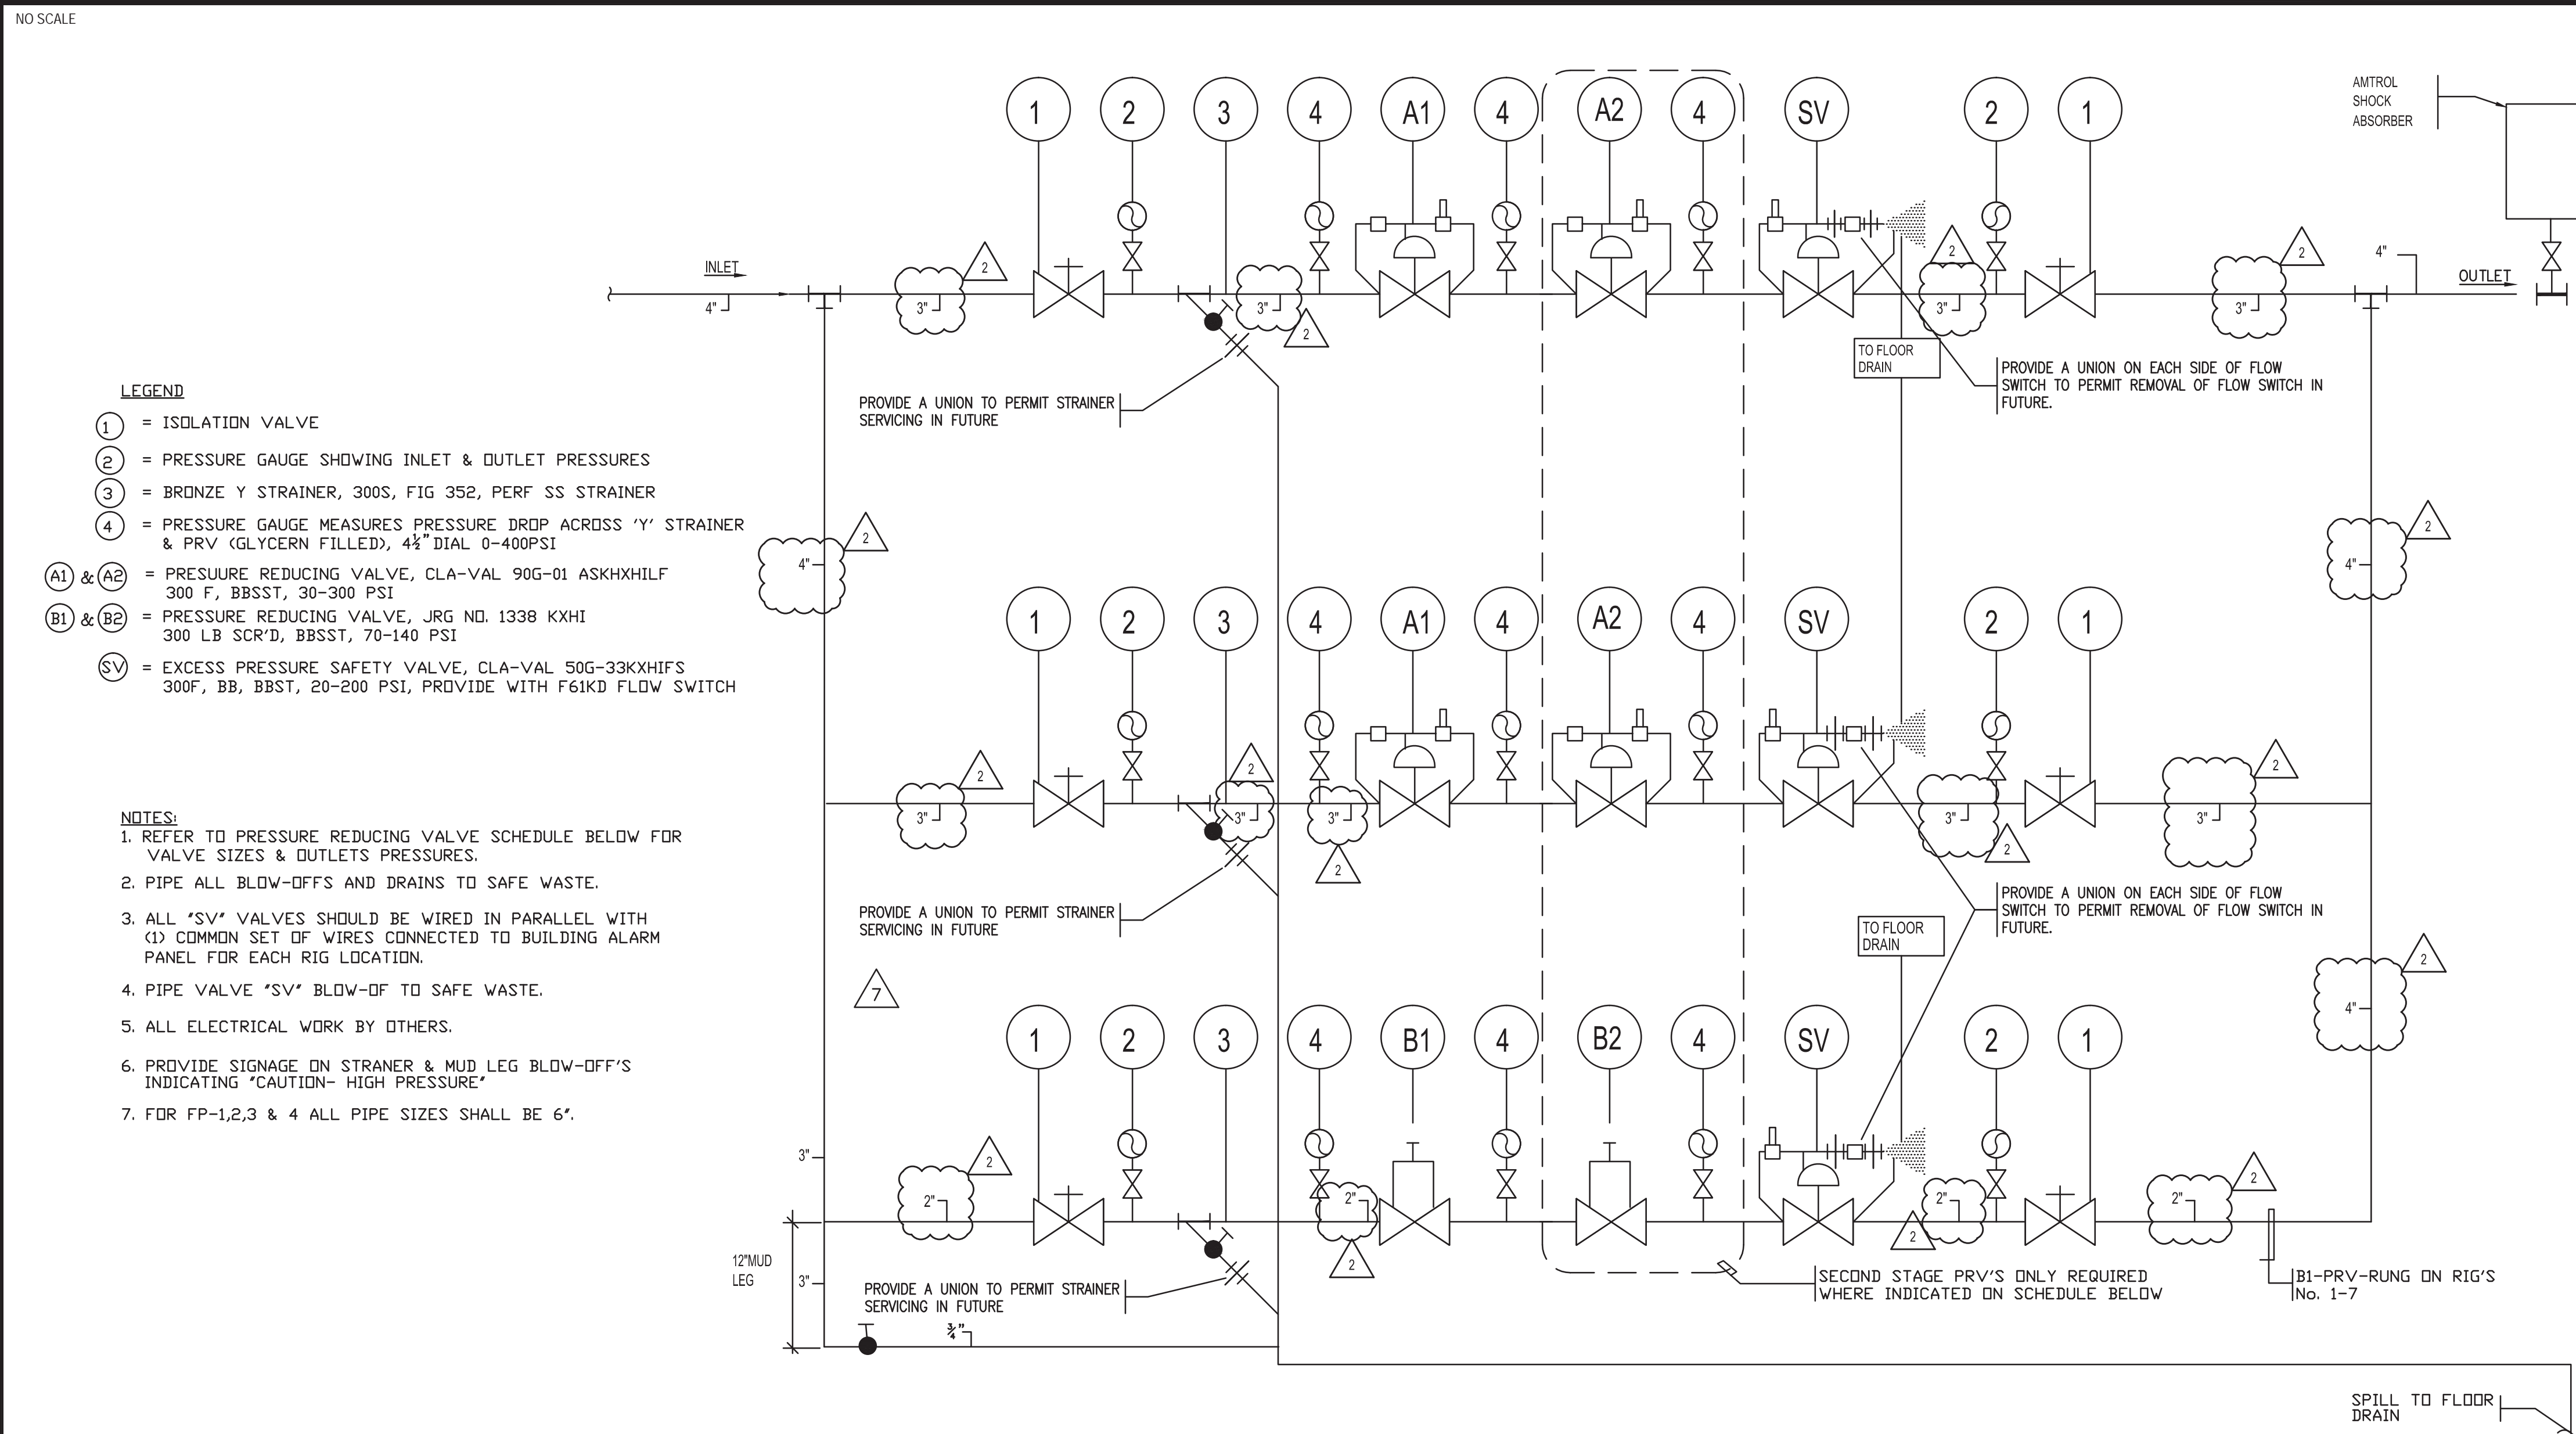 NO SCALE
1 2 3 4 A1 4 A2 4 SV 2 1
AMTROL
SHOCK
ABSORBER
INLET
4"
3"
2
3"
2
2
3"
3"
2
4"
OUTLET
TO FLOOR
DRAIN
PROVIDE A UNION ON EACH SIDE OF FLOW
SWITCH TO PERMIT REMOVAL OF FLOW SWITCH IN
FUTURE.
PROVIDE A UNION TO PERMIT STRAINER
SERVICING IN FUTURE
LEGEND
1 = ISOLATION VALVE
2 = PRESSURE GAUGE SHOWING INLET & OUTLET PRESSURES
3 = BRONZE Y STRAINER, 300S, FIG 352, PERF SS STRAINER
4 = PRESSURE GAUGE MEASURES PRESSURE DROP ACROSS 'Y' STRAINER
& PRV (GLYCERN FILLED), 4½" DIAL 0-400PSI
A1 & A2 = PRESUURE REDUCING VALVE, CLA-VAL 90G-01 ASKHXHILF
300 F, BBSST, 30-300 PSI
B1 & B2 = PRESSURE REDUCING VALVE, JRG NO. 1338 KXHI
300 LB SCR'D, BBSST, 70-140 PSI
SV = EXCESS PRESSURE SAFETY VALVE, CLA-VAL 50G-33KXHIFS
300F, BB, BBST, 20-200 PSI, PROVIDE WITH F61KD FLOW SWITCH
4"
2
4"
2
1 2 3 4 A1 4 A2 4 SV 2 1
3"
2
3"
2
3"
2
3"
2
3"
2
PROVIDE A UNION TO PERMIT STRAINER
SERVICING IN FUTURE
TO FLOOR
DRAIN
PROVIDE A UNION ON EACH SIDE OF FLOW
SWITCH TO PERMIT REMOVAL OF FLOW SWITCH IN
FUTURE.
NOTES:
1. REFER TO PRESSURE REDUCING VALVE SCHEDULE BELOW FOR
VALVE SIZES & OUTLETS PRESSURES.
2. PIPE ALL BLOW-OFFS AND DRAINS TO SAFE WASTE.
3. ALL "SV" VALVES SHOULD BE WIRED IN PARALLEL WITH
(1) COMMON SET OF WIRES CONNECTED TO BUILDING ALARM
PANEL FOR EACH RIG LOCATION.
4. PIPE VALVE "SV" BLOW-OF TO SAFE WASTE.
5. ALL ELECTRICAL WORK BY OTHERS.
6. PROVIDE SIGNAGE ON STRANER & MUD LEG BLOW-OFF'S
INDICATING "CAUTION- HIGH PRESSURE"
7. FOR FP-1,2,3 & 4 ALL PIPE SIZES SHALL BE 6".
7
4"
2
1 2 3 4 B1 4 B2 4 SV 2 1
3"
2"
2
2"
2
2"
2
2"
2
12"MUD
LEG
3"
PROVIDE A UNION TO PERMIT STRAINER
SERVICING IN FUTURE
¾"
SECOND STAGE PRV'S ONLY REQUIRED
WHERE INDICATED ON SCHEDULE BELOW
B1-PRV-RUNG ON RIG'S
No. 1-7
SPILL TO FLOOR
DRAIN